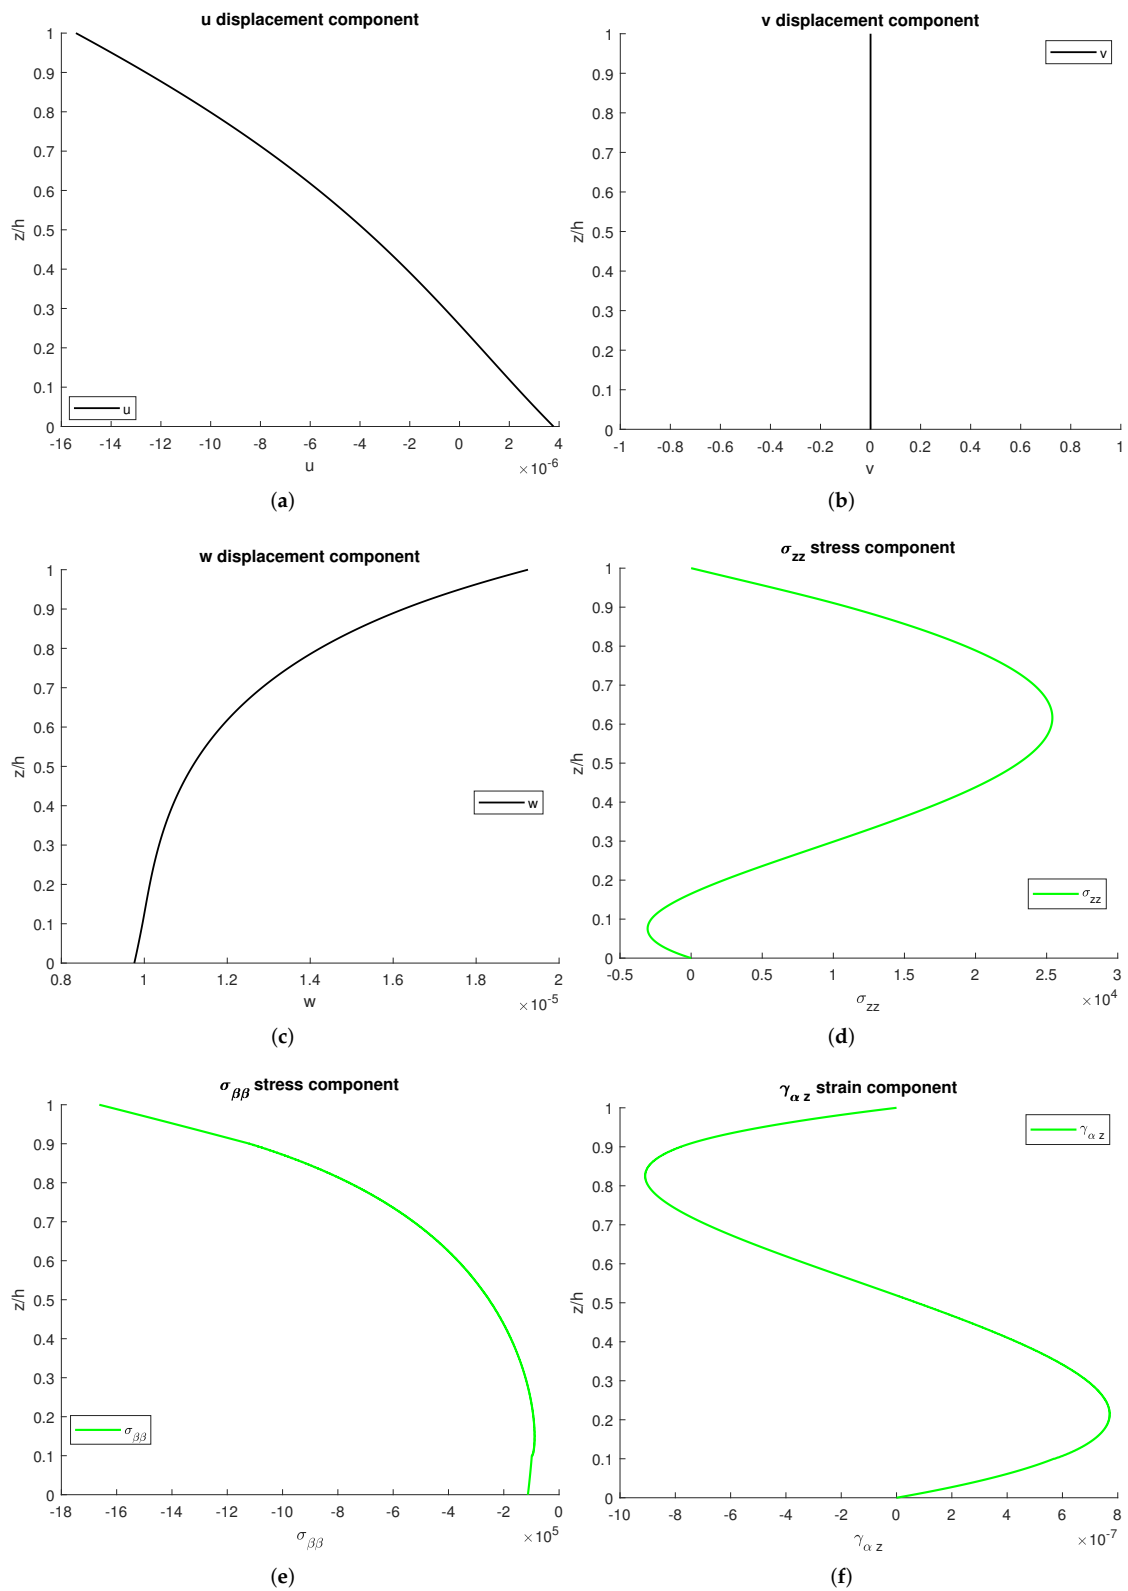 u displacement component
1
0.9
0.8
0.7
0.6
0.5
0.4
0.3
0.2
0.1
0
z/h
u
-16 -14 -12 -10 -8 -6 -4 -2 0 2 4
×10-6
u
(a)
v displacement component
1
0.9
0.8
0.7
0.6
0.5
0.4
0.3
0.2
0.1
0
z/h
v
-1 -0.8 -0.6 -0.4 -0.2 0 0.2 0.4 0.6 0.8 1
v
(b)
w displacement component
1
0.9
0.8
0.7
0.6
0.5
0.4
0.3
0.2
0.1
0
z/h
w
0.8 1 1.2 1.4 1.6 1.8 2
×10-5
w
(c)
σzz stress component
1
0.9
0.8
0.7
0.6
0.5
0.4
0.3
0.2
0.1
0
z/h
σzz
-0.5 0 0.5 1 1.5 2 2.5 3
×104
σzz
(d)
σββ stress component
1
0.9
0.8
0.7
0.6
0.5
0.4
0.3
0.2
0.1
0
z/h
σββ
-18 -16 -14 -12 -10 -8 -6 -4 -2 0
×105
σββ
(e)
γα z strain component
1
0.9
0.8
0.7
0.6
0.5
0.4
0.3
0.2
0.1
0
z/h
γα z
-10 -8 -6 -4 -2 0 2 4 6 8
×10-7
γα z
(f)